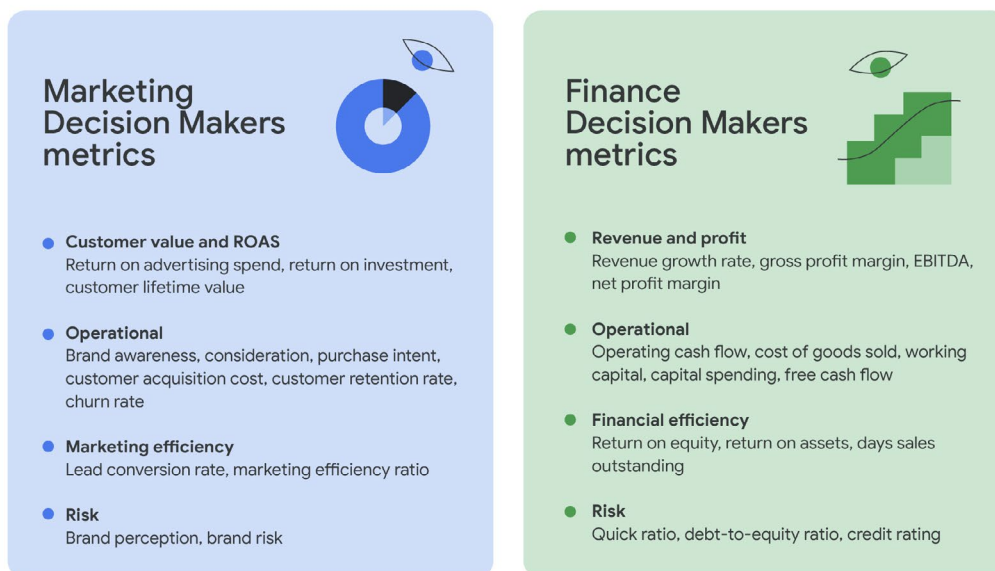 Marketing
Decision Makers
metrics
Customer value and ROAS
Return on advertising spend, return on investment,
customer lifetime value
Operational
Brand awareness, consideration, purchase intent,
customer acquisition cost, customer retention rate,
churn rate
Marketing efficiency
Lead conversion rate, marketing efficiency ratio
Risk
Brand perception, brand risk
Finance
Decision Makers
metrics
Revenue and profit
Revenue growth rate, gross profit margin, EBITDA,
net profit margin
Operational
Operating cash flow, cost of goods sold, working
capital, capital spending, free cash flow
Financial efficiency
Return on equity, return on assets, days sales
outstanding
Risk
Quick ratio, debt-to-equity ratio, credit rating